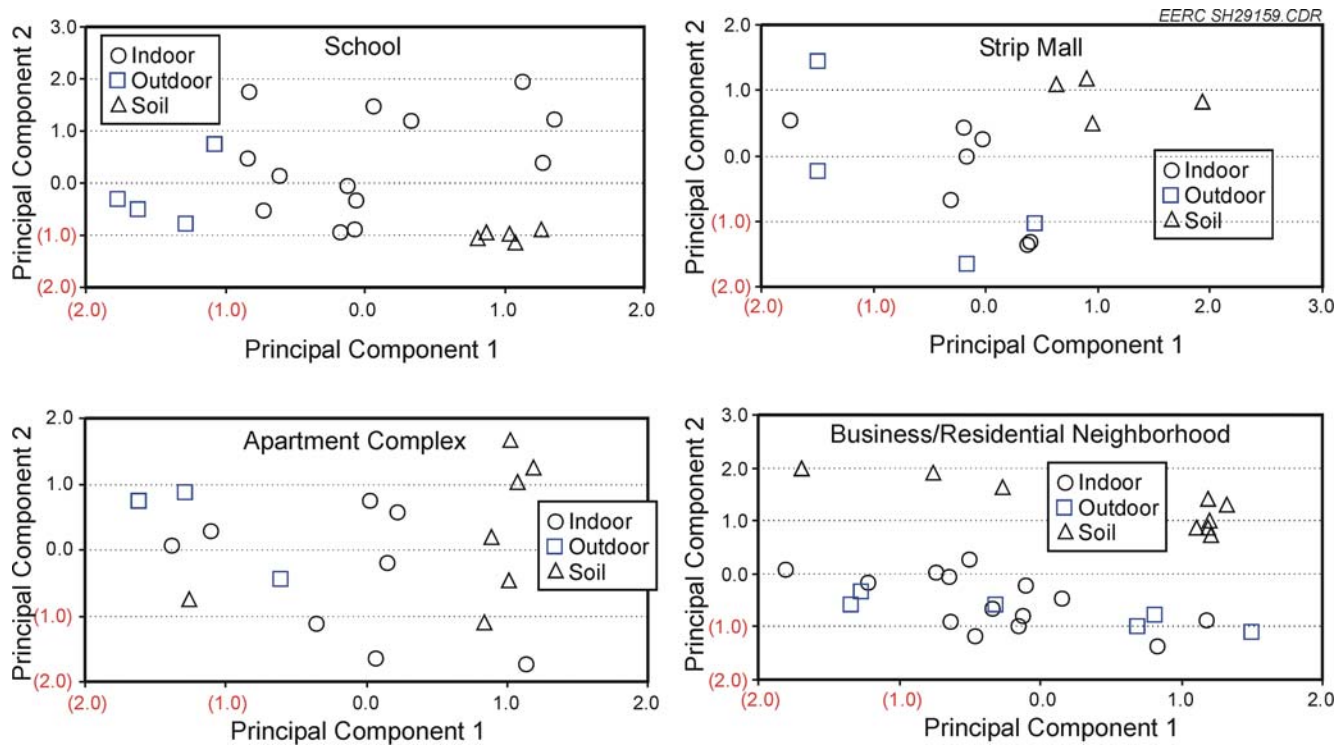 EERC SH29159.CDR
School
Indoor
Outdoor
Soil
Principal Component 2
3.0
2.0
1.0
0.0
(1.0)
(2.0)
(2.0) (1.0) 0.0 1.0 2.0
Principal Component 1
Strip Mall
Indoor
Outdoor
Soil
Principal Component 2
2.0
1.0
0.0
(1.0)
(2.0)
(2.0) (1.0) 0.0 1.0 2.0 3.0
Principal Component 1
Apartment Complex
Indoor
Outdoor
Soil
Principal Component 2
2.0
1.0
0.0
(1.0)
(2.0)
(2.0) (1.0) 0.0 1.0 2.0
Principal Component 1
Business/Residential Neighborhood
Indoor
Outdoor
Soil
Principal Component 2
3.0
2.0
1.0
0.0
(1.0)
(2.0)
(2.0) (1.0) 0.0 1.0 2.0
Principal Component 1